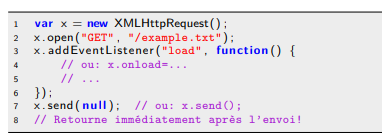 1 var x = new XMLHttpRequest();
2 x.open("GET", "/example.txt");
3 x.addEventListener("load", function() {
4 // ou: x.onload=...
5 // ...
6 });
7 x.send(null); // ou: x.send();
8 // Retourne immédiatement après l'envoi!